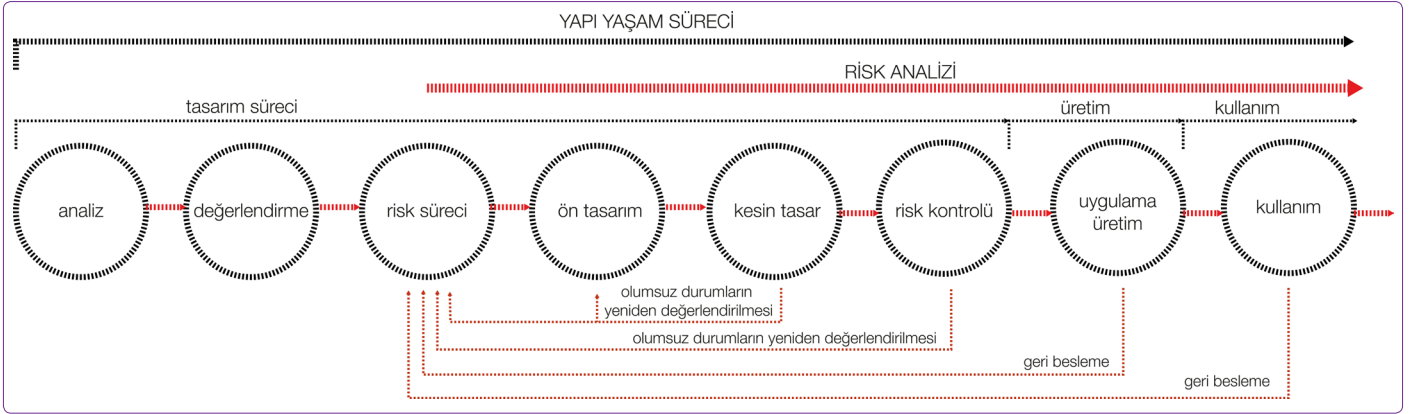 YAPI YAŞAM SÜRECİ
RİSK ANALİZİ
tasarım süreci
üretim
kullanım
analiz
değerlendirme
risk süreci
ön tasarım
kesin tasar
risk kontrolü
uygulama
üretim
kullanım
olumsuz durumların
yeniden değerlendirilmesi
olumsuz durumların yeniden değerlendirilmesi
geri besleme
geri besleme